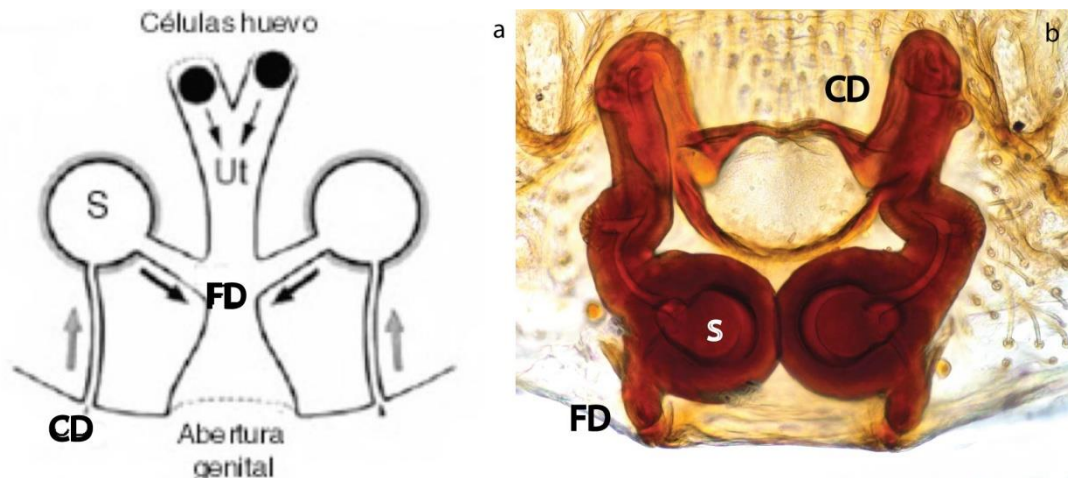 Células huevo
a
Ut
S
FD
CD
Abertura
genital
b
CD
S
FD